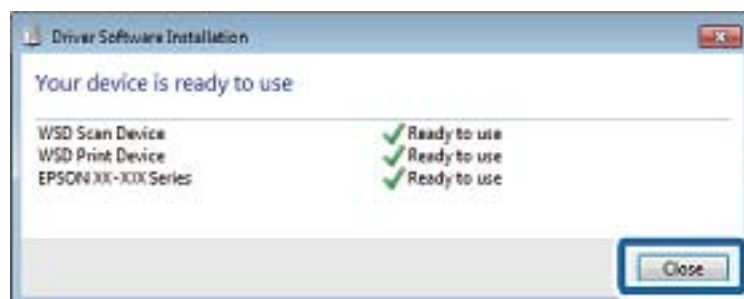 Driver Software Installation
Your device is ready to use
WSD Scan Device Ready to use
WSD Print Device Ready to use
EPSON XX-XXX Series Ready to use
Close